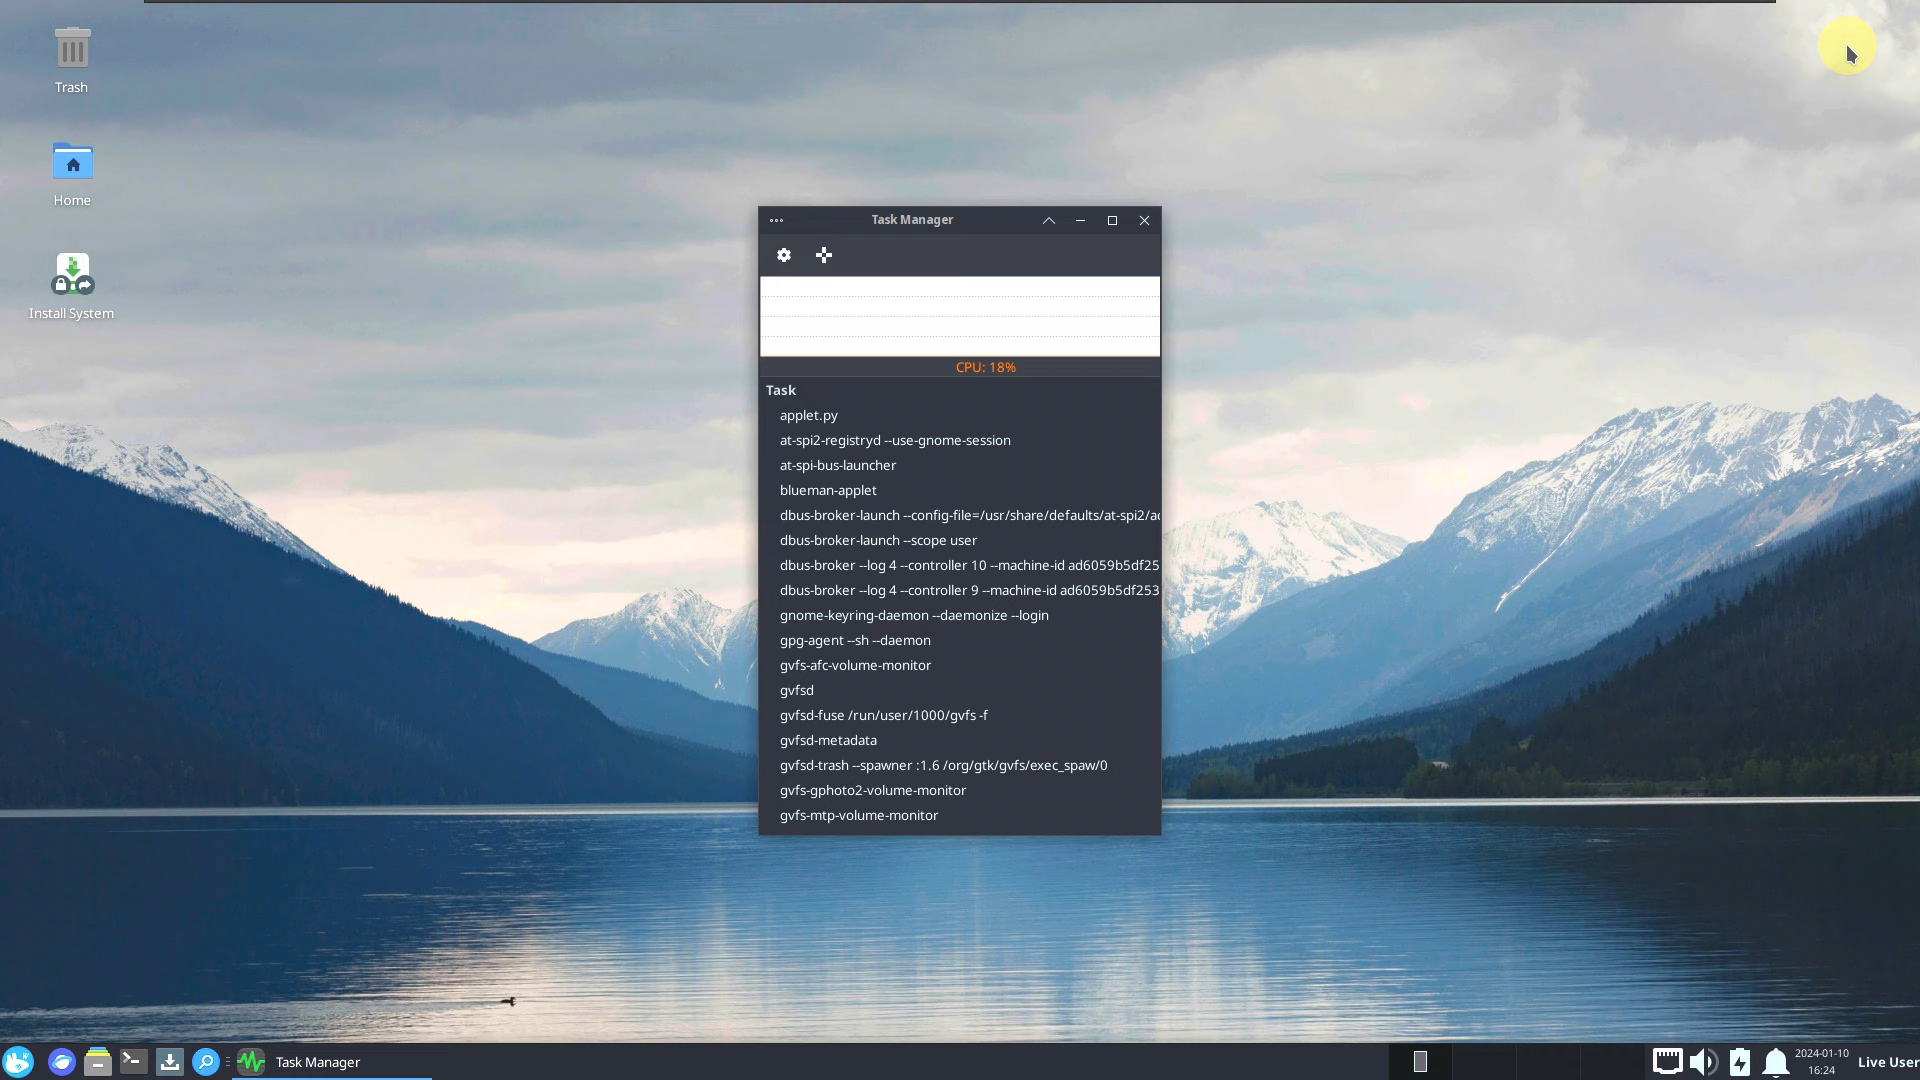 Trash
Home
Install System
Task Manager
CPU: 18%
Task
applet.py
at-spi2-registryd --use-gnome-session
at-spi-bus-launcher
blueman-applet
dbus-broker-launch --config-file=/usr/share/defaults/at-spi2/a
dbus-broker-launch --scope user
dbus-broker --log 4 --controller 10 --machine-id ad6059b5df25
dbus-broker --log 4 --controller 9 --machine-id ad6059b5df253
gnome-keyring-daemon --daemonize --login
gpg-agent --sh --daemon
gvfs-afc-volume-monitor
gvfsd
gvfsd-fuse /run/user/1000/gvfs -f
gvfsd-metadata
gvfsd-trash --spawner :1.6 /org/gtk/gvfs/exec_spaw/0
gvfs-gphoto2-volume-monitor
gvfs-mtp-volume-monitor
Task Manager
2024-01-10
16:24
Live User